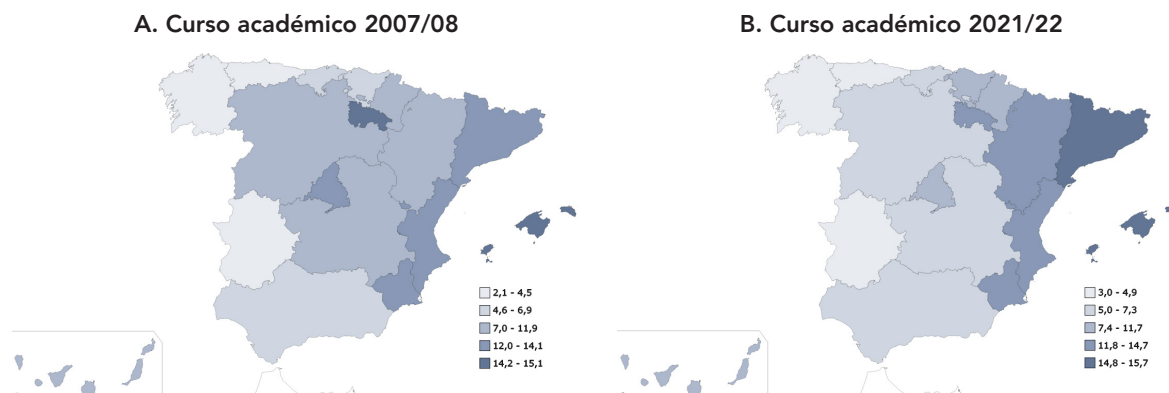 A. Curso académico 2007/08
2,1 - 4,5
4,6 - 6,9
7,0 - 11,9
12,0 - 14,1
14,2 - 15,1
B. Curso académico 2021/22
3,0 - 4,9
5,0 - 7,3
7,4 - 11,7
11,8 - 14,7
14,8 - 15,7